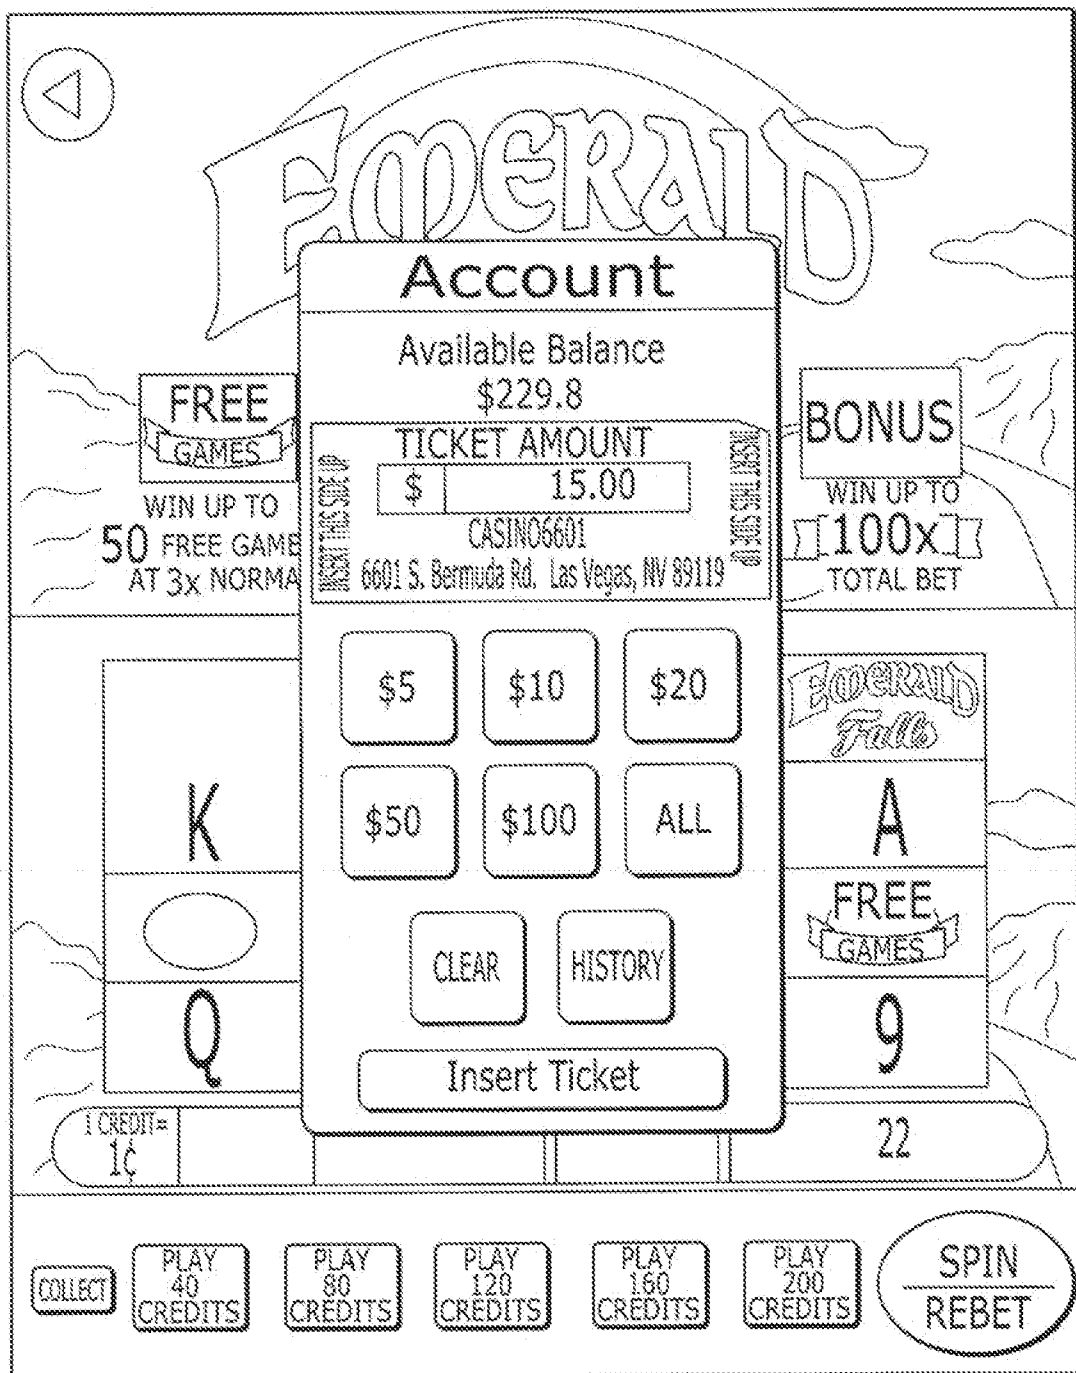 EMERALD
Account
Available Balance
$229.8
FREE
GAMES
WIN UP TO
50 FREE GAME
AT 3x NORMA
INSERT THIS SIDE UP
TICKET AMOUNT
$ 15.00
CASINO6601
6601 S. Bermuda Rd. Las Vegas, NV 89119
INSERT THIS SIDE UP
BONUS
WIN UP TO
100x
TOTAL BET
$5 $10 $20
$50 $100 ALL
CLEAR HISTORY
Insert Ticket
K
Q
EMERALD
Falls
A
FREE
GAMES
9
1 CREDIT=
1¢
22
COLLECT
PLAY
40
CREDITS
PLAY
80
CREDITS
PLAY
120
CREDITS
PLAY
160
CREDITS
PLAY
200
CREDITS
SPIN
REBET